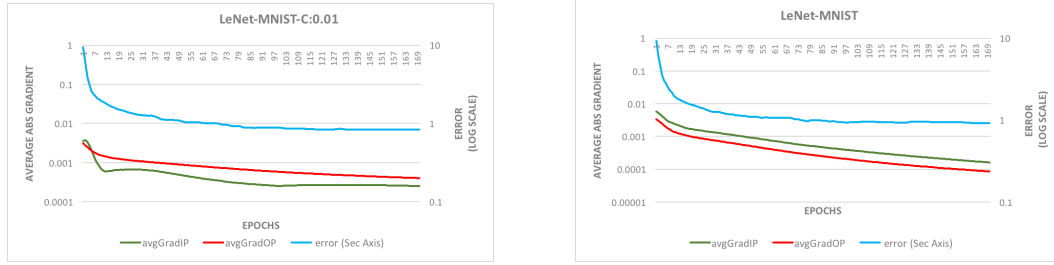 LeNet-MNIST-C:0.01
1
0.1
0.01
0.001
0.0001
AVERAGE ABS GRADIENT
1 7 13 19 25 31 37 43 49 55 61 67 73 79 85 91 97 103 109 115 121 127 133 139 145 151 157 163 169
10
1
0.1
ERROR
(LOG SCALE)
EPOCHS
avgGradIP avgGradOP error (Sec Axis)
LeNet-MNIST
1
0.1
0.01
0.001
0.0001
0.00001
AVERAGE ABS GRADIENT
1 7 13 19 25 31 37 43 49 55 61 67 73 79 85 91 97 103 109 115 121 127 133 139 145 151 157 163 169
10
1
0.1
ERROR
(LOG SCALE)
EPOCHS
avgGradIP avgGradOP error (Sec Axis)